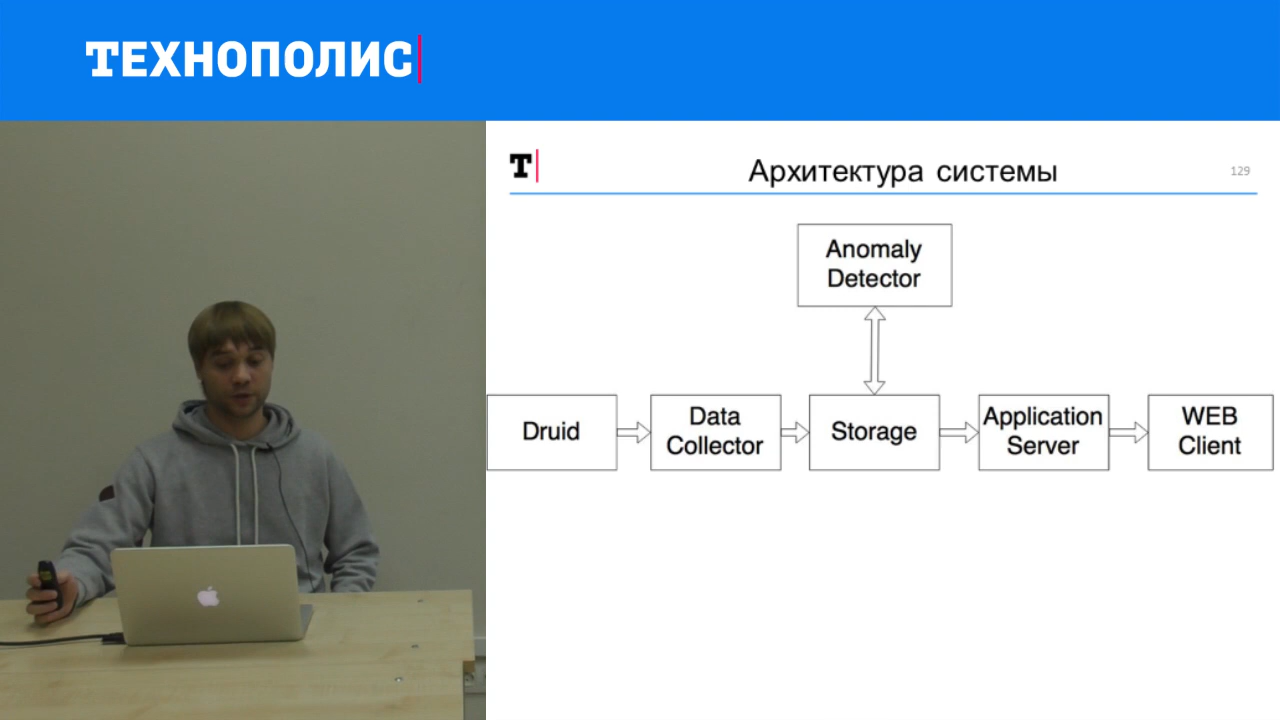 ТЕХНОПОЛИС
Т
Архитектура системы
129
Anomaly
Detector
Druid
Data
Collector
Storage
Application
Server
WEB
Client